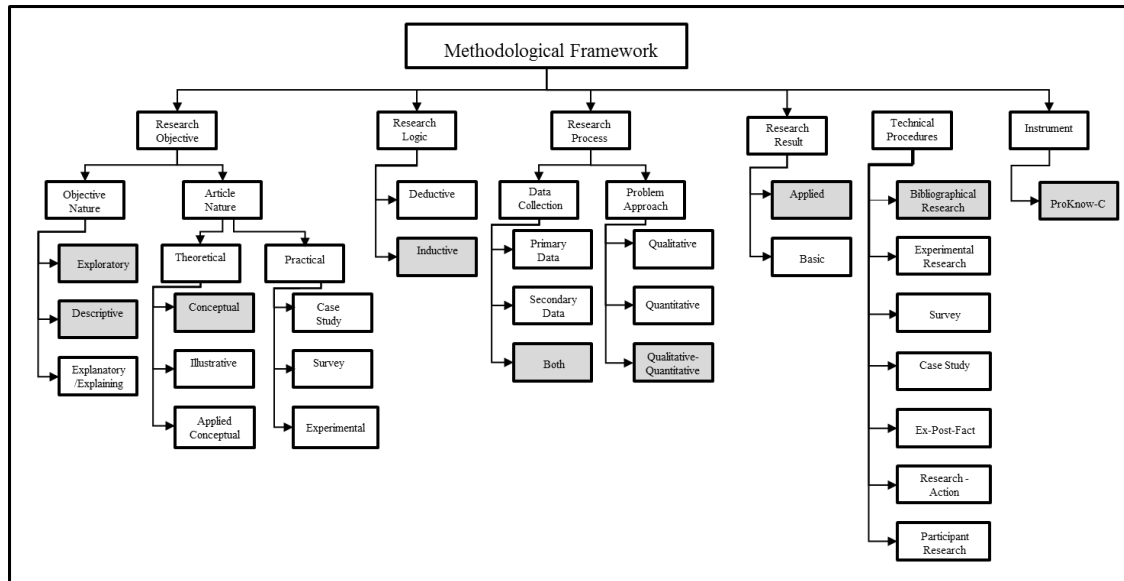 Methodological Framework
Research
Objective
Research
Logic
Research
Process
Research
Result
Technical
Procedures
Instrument
Objective
Nature
Article
Nature
Deductive
Data
Collection
Problem
Approach
Applied
Bibliographical
Research
ProKnow-C
Exploratory
Theoretical
Practical
Inductive
Primary
Data
Qualitative
Basic
Experimental
Research
Descriptive
Conceptual
Case
Study
Secondary
Data
Quantitative
Survey
Explanatory
/Explaining
Illustrative
Survey
Both
Qualitative-
Quantitative
Case Study
Applied
Conceptual
Experimental
Ex-Post-Fact
Research -
Action
Participant
Research